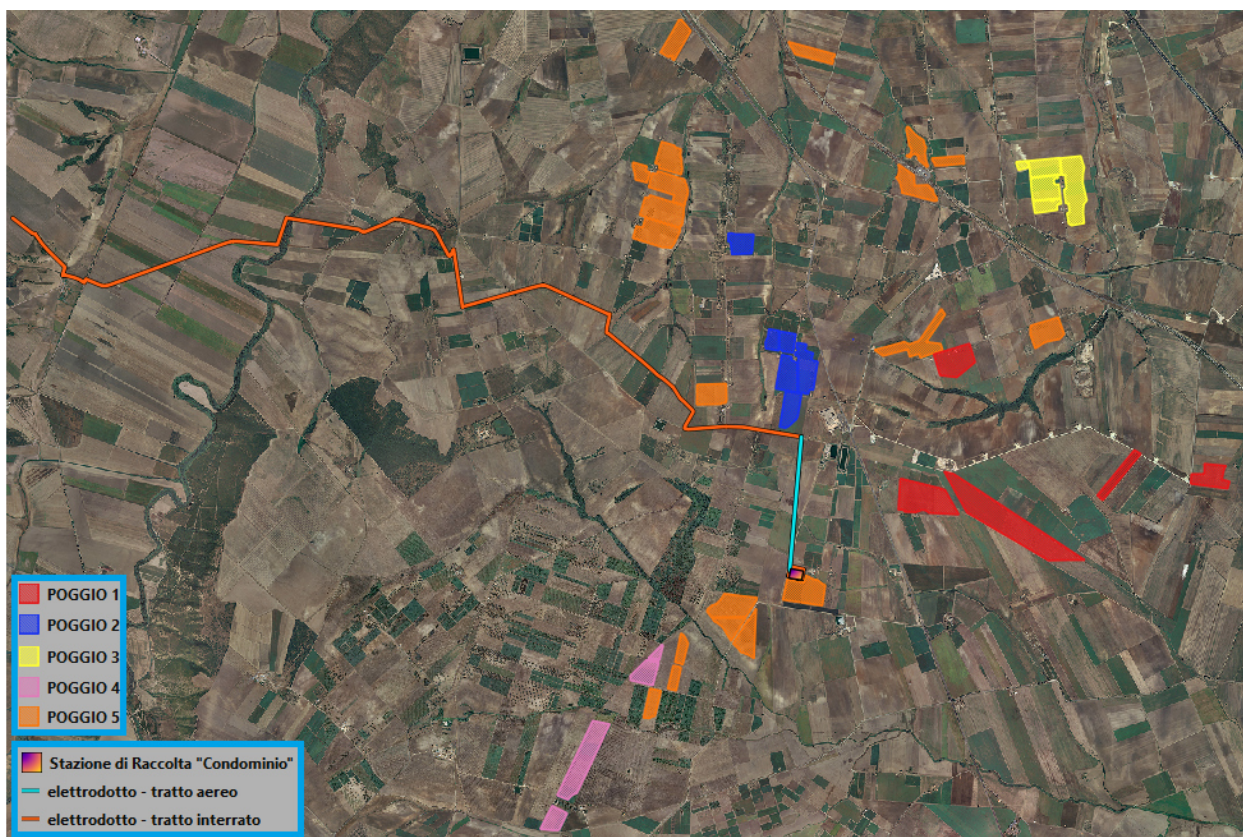 POGGIO 1
POGGIO 2
POGGIO 3
POGGIO 4
POGGIO 5
Stazione di Raccolta "Condominio"
elettrodotto - tratto aereo
elettrodotto - tratto interrato